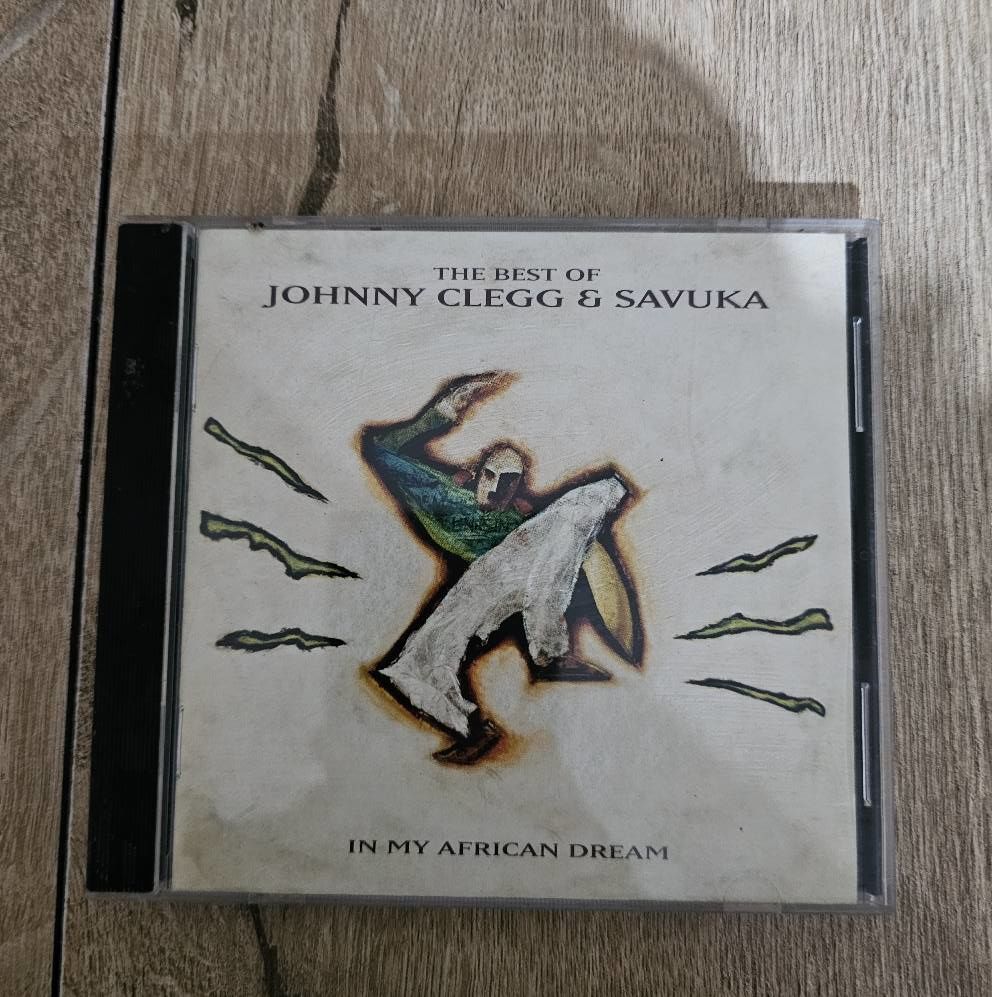 THE BEST OF
JOHNNY CLEGG & SAVUKA
IN MY AFRICAN DREAM